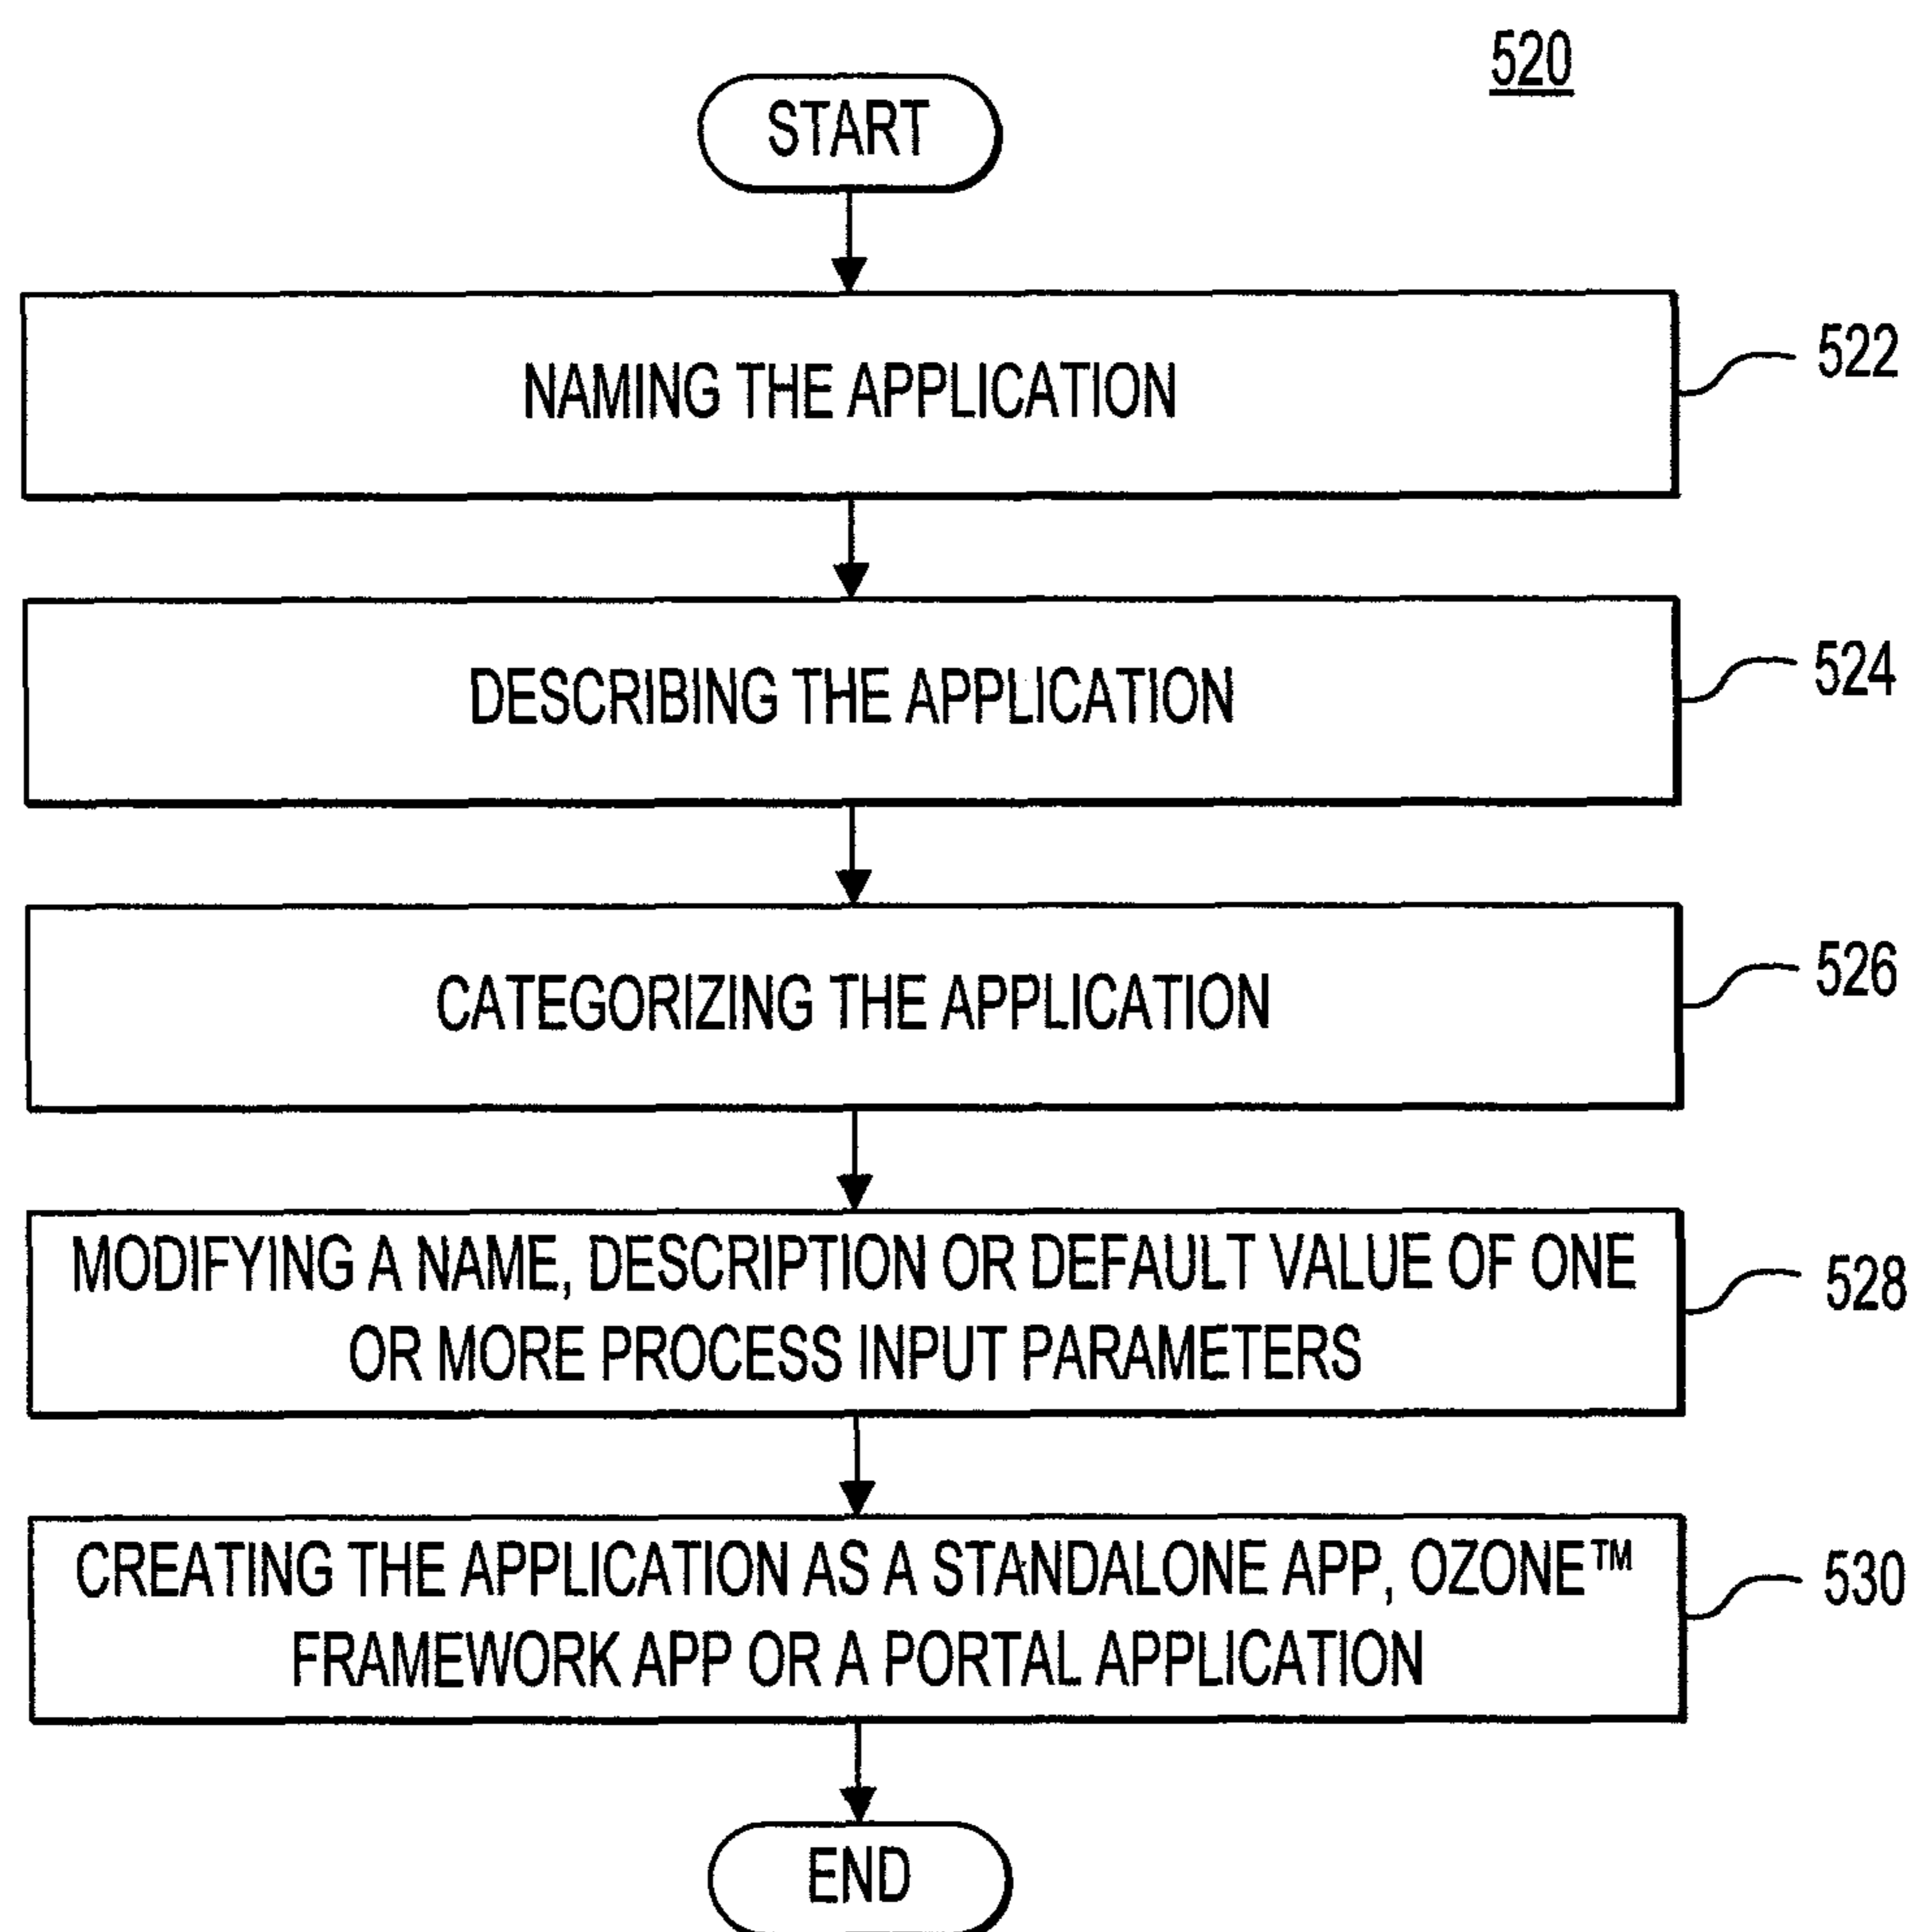 520
START
NAMING THE APPLICATION
522
DESCRIBING THE APPLICATION
524
CATEGORIZING THE APPLICATION
526
MODIFYING A NAME, DESCRIPTION OR DEFAULT VALUE OF ONE
OR MORE PROCESS INPUT PARAMETERS
528
CREATING THE APPLICATION AS A STANDALONE APP, OZONE™
FRAMEWORK APP OR A PORTAL APPLICATION
530
END